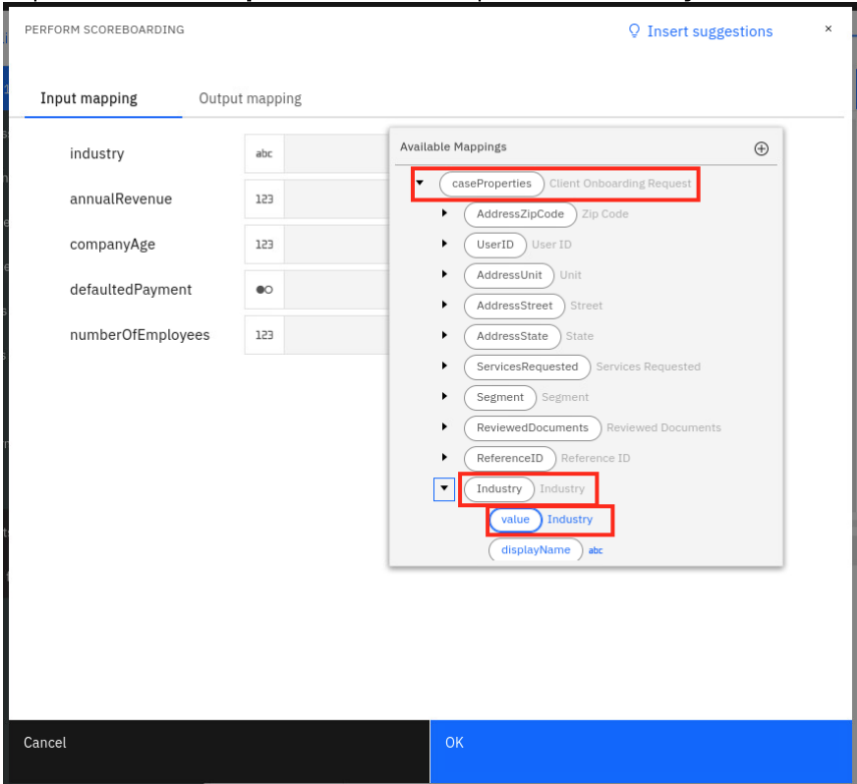 PERFORM SCOREBOARDING
Insert suggestions
×
Input mapping
Output mapping
industry
abc
annualRevenue
123
companyAge
123
defaultedPayment
numberOfEmployees
123
Available Mappings
caseProperties Client Onboarding Request
AddressZipCode Zip Code
UserID User ID
AddressUnit Unit
AddressStreet Street
AddressState State
ServicesRequested Services Requested
Segment Segment
ReviewedDocuments Reviewed Documents
ReferenceID Reference ID
Industry Industry
value Industry
displayName abc
Cancel
OK